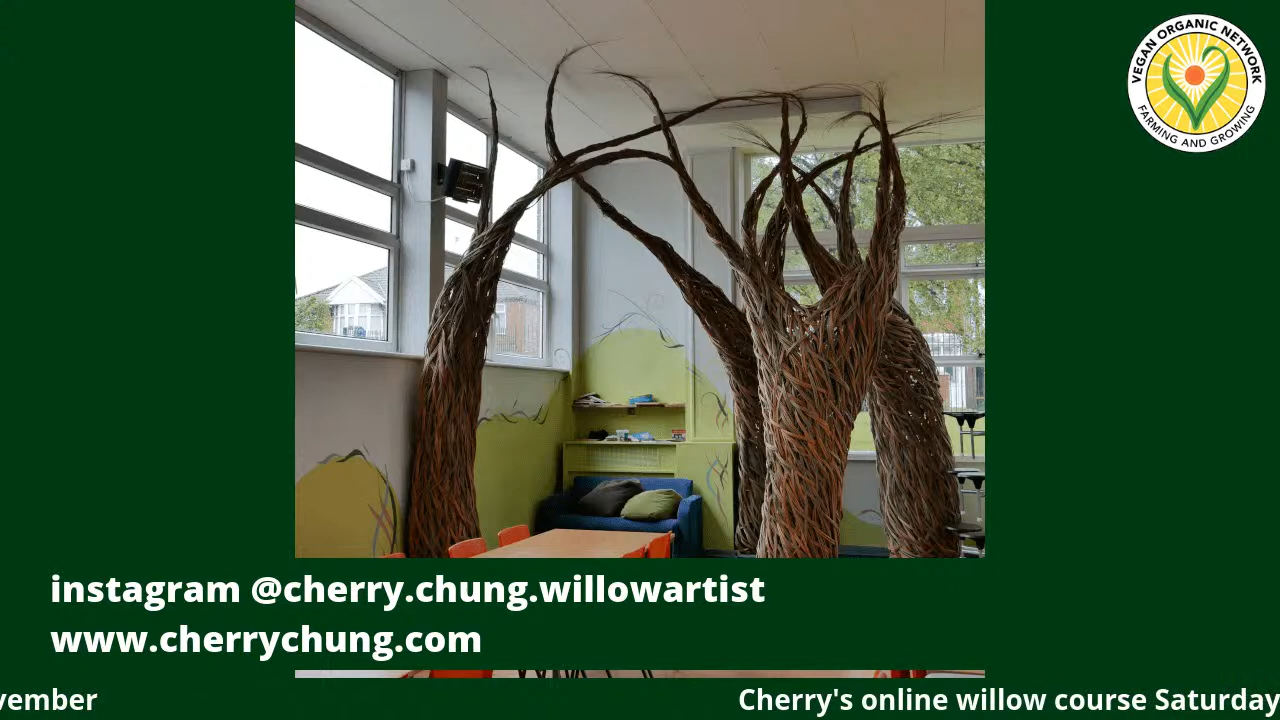 VEGAN ORGANIC NETWORK
FARMING AND GROWING
instagram @cherry.chung.willowartist
www.cherrychung.com
vember
Cherry's online willow course Saturday